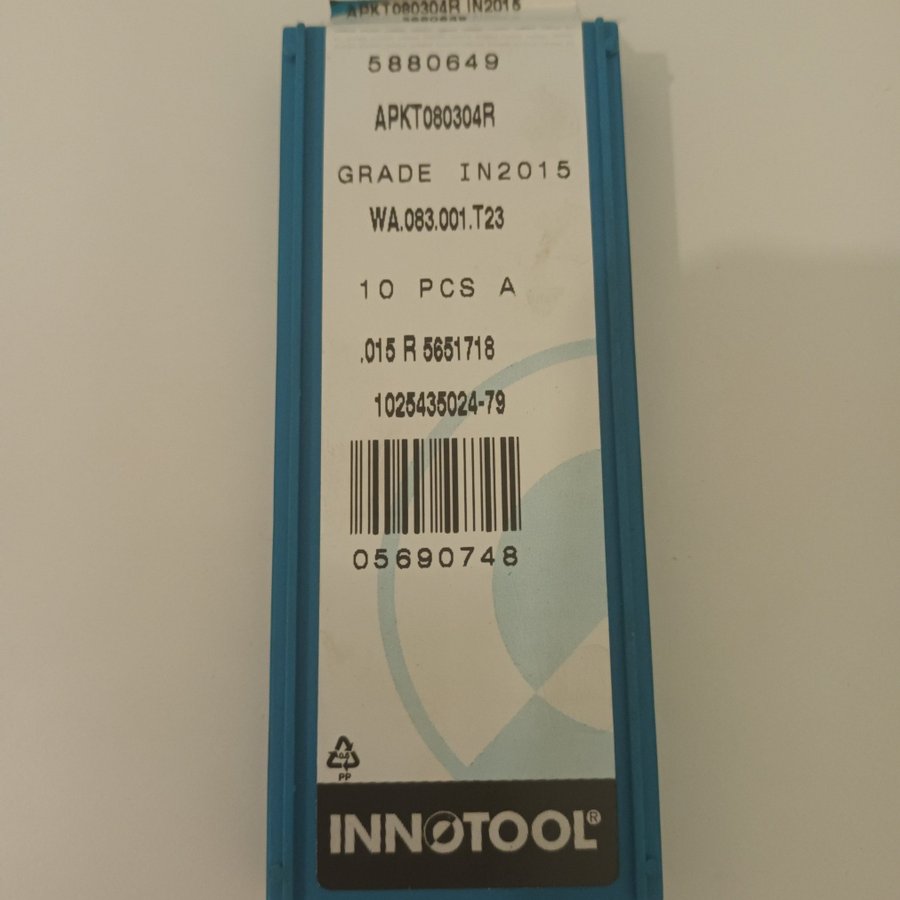 APKT080304R IN2015
5880649
APKT080304R
GRADE IN2015
WA.083.001.T23
10 PCS A
.015 R 5651718
1025435024-79
05690748
PP
INNOTOOL®